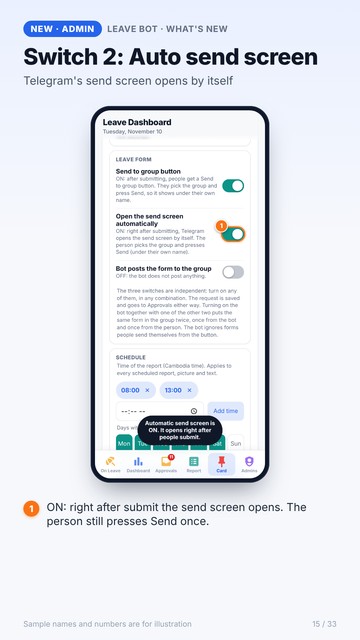 NEW · ADMIN LEAVE BOT · WHAT'S NEW
Switch 2: Auto send screen
Telegram's send screen opens by itself
Leave Dashboard
Tuesday, November 10
LEAVE FORM
Send to group button
ON: after submitting, people get a Send
to group button. They pick the group and
press Send, so it shows under their own
name.
Open the send screen
automatically
ON: right after submitting, Telegram
opens the send screen by itself. The
person picks the group and presses
Send (under their own name).
1
Bot posts the form to the group
OFF: the bot does not post anything.
The three switches are independent: turn on any
of them, in any combination. The request is saved
and goes to Approvals either way. Turning on the
bot together with one of the other two puts the
same form in the group twice, once from the bot
and once from the person. The bot ignores forms
people send themselves from the button.
SCHEDULE
Time of the report (Cambodia time). Applies to
every scheduled report, picture and text.
08:00 ×
13:00 ×
--:-- --
Add time
Automatic send screen is
ON. It opens right after
people submit.
Mon
Sun
On Leave
Dashboard
Approvals
Report
Card
Admins
1 ON: right after submit the send screen opens. The
person still presses Send once.
Sample names and numbers are for illustration
15 / 33